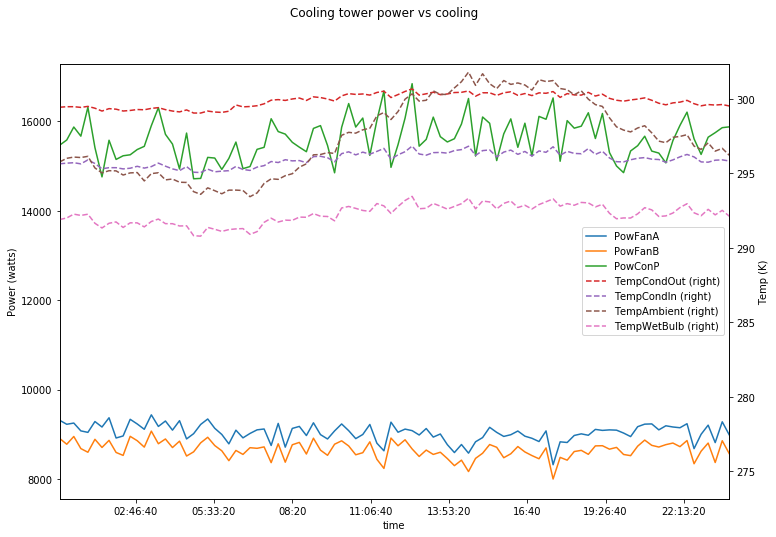 Cooling tower power vs cooling
16000
14000
12000
10000
8000
Power (watts)
300
295
290
285
280
275
Temp (K)
PowFanA
PowFanB
PowConP
TempCondOut (right)
TempCondIn (right)
TempAmbient (right)
TempWetBulb (right)
02:46:40 05:33:20 08:20 11:06:40 13:53:20 16:40 19:26:40 22:13:20
time